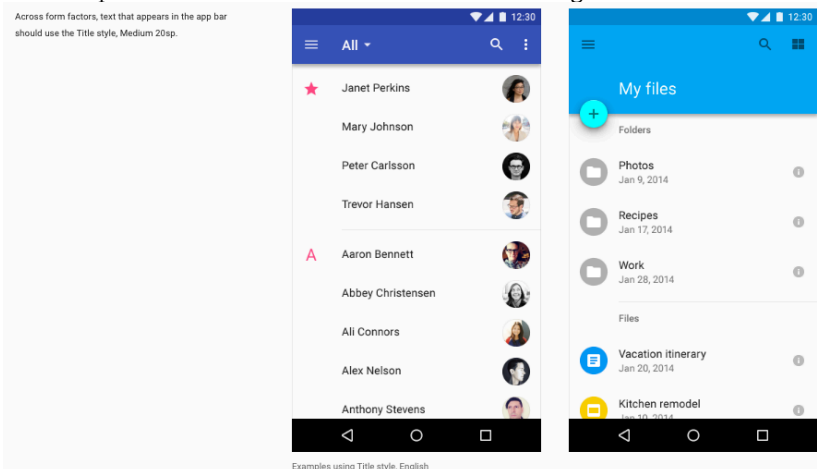 Across form factors, text that appears in the app bar
should use the Title style, Medium 20sp.
12:30
All
Janet Perkins
Mary Johnson
Peter Carlsson
Trevor Hansen
A
Aaron Bennett
Abbey Christensen
Ali Connors
Alex Nelson
Anthony Stevens
12:30
My files
Folders
Photos
Jan 9, 2014
Recipes
Jan 17, 2014
Work
Jan 28, 2014
Files
Vacation itinerary
Jan 20, 2014
Kitchen remodel
Jan 10, 2014
Examples using Title style, English